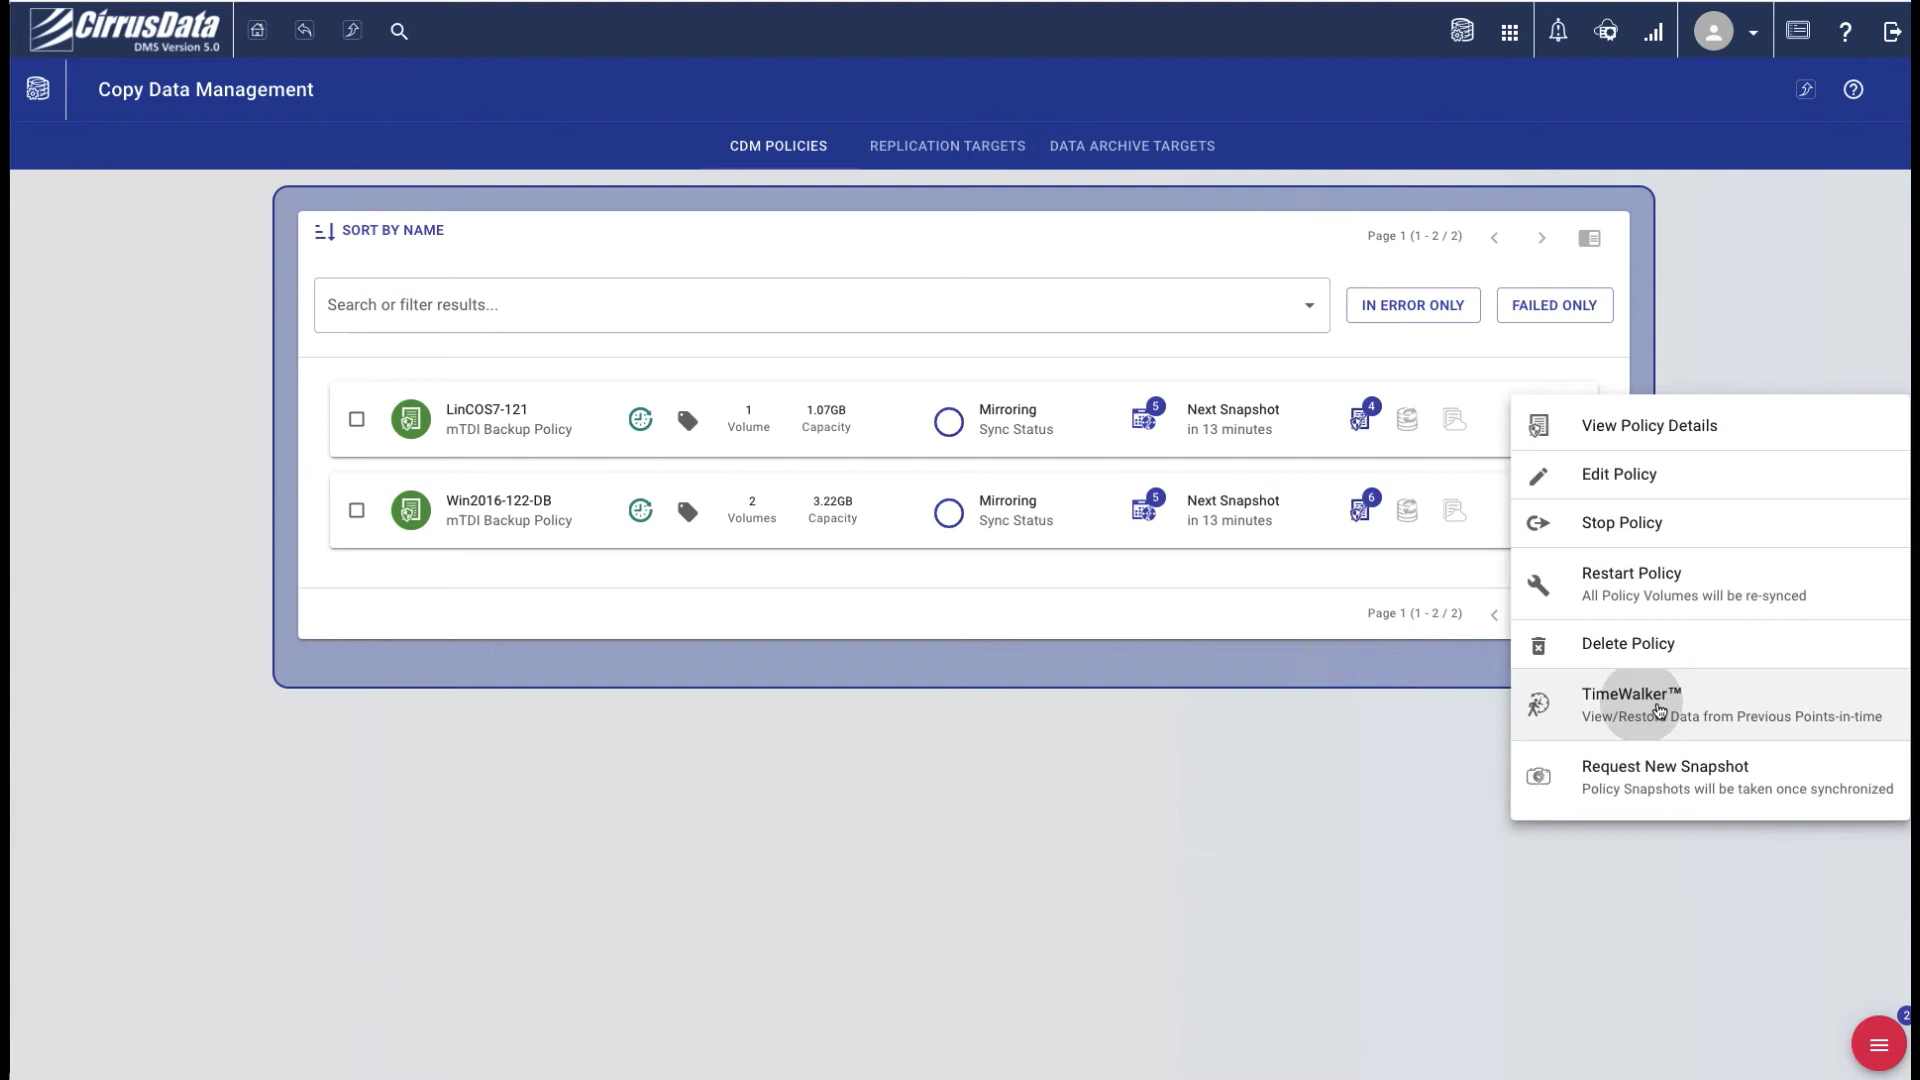 CirrusData
DMS Version 5.0
Copy Data Management
CDM POLICIES
REPLICATION TARGETS
DATA ARCHIVE TARGETS
SORT BY NAME
Page 1 (1 - 2 / 2)
Search or filter results...
IN ERROR ONLY
FAILED ONLY
LinCOS7-121
mTDI Backup Policy
1
Volume
1.07GB
Capacity
Mirroring
Sync Status
5
Next Snapshot
in 13 minutes
4
Win2016-122-DB
mTDI Backup Policy
2
Volumes
3.22GB
Capacity
Mirroring
Sync Status
5
Next Snapshot
in 13 minutes
6
Page 1 (1 - 2 / 2)
View Policy Details
Edit Policy
Stop Policy
Restart Policy
All Policy Volumes will be re-synced
Delete Policy
TimeWalker™
View/Restore Data from Previous Points-in-time
Request New Snapshot
Policy Snapshots will be taken once synchronized
2